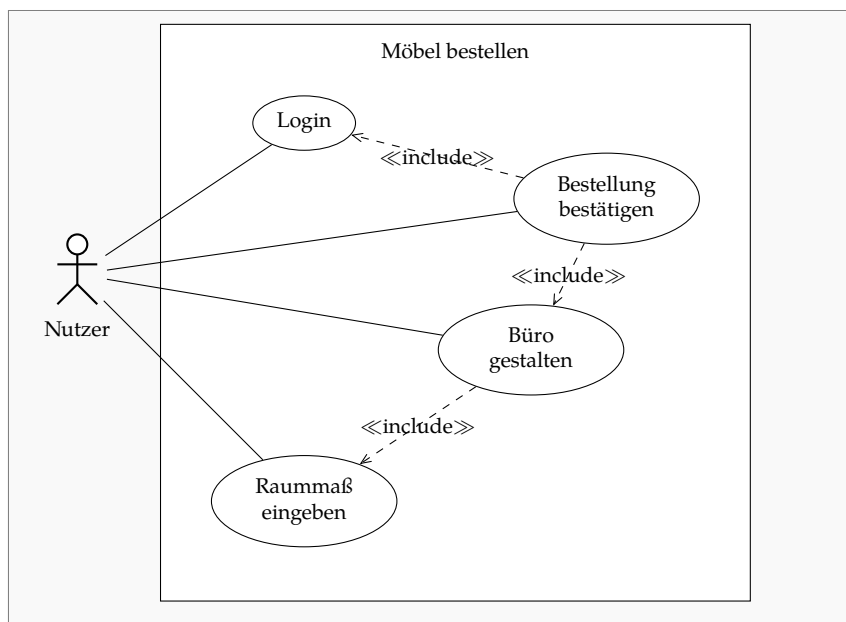 Möbel bestellen
Login
≪include≫
Bestellung
bestätigen
≪include≫
Nutzer
Büro
gestalten
≪include≫
Raummaß
eingeben